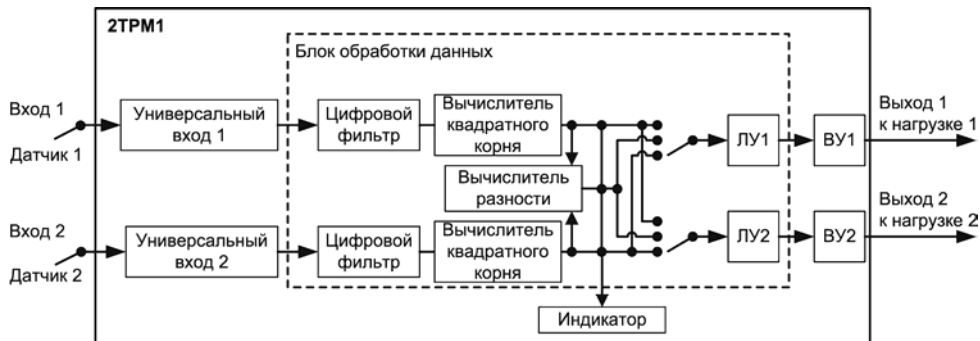 2ТРМ1
Блок обработки данных
Вход 1
Датчик 1
Универсальный
вход 1
Цифровой
фильтр
Вычислитель
квадратного
корня
ЛУ1
ВУ1
Выход 1
к нагрузке 1
Вычислитель
разности
Вход 2
Датчик 2
Универсальный
вход 2
Цифровой
фильтр
Вычислитель
квадратного
корня
ЛУ2
ВУ2
Выход 2
к нагрузке 2
Индикатор